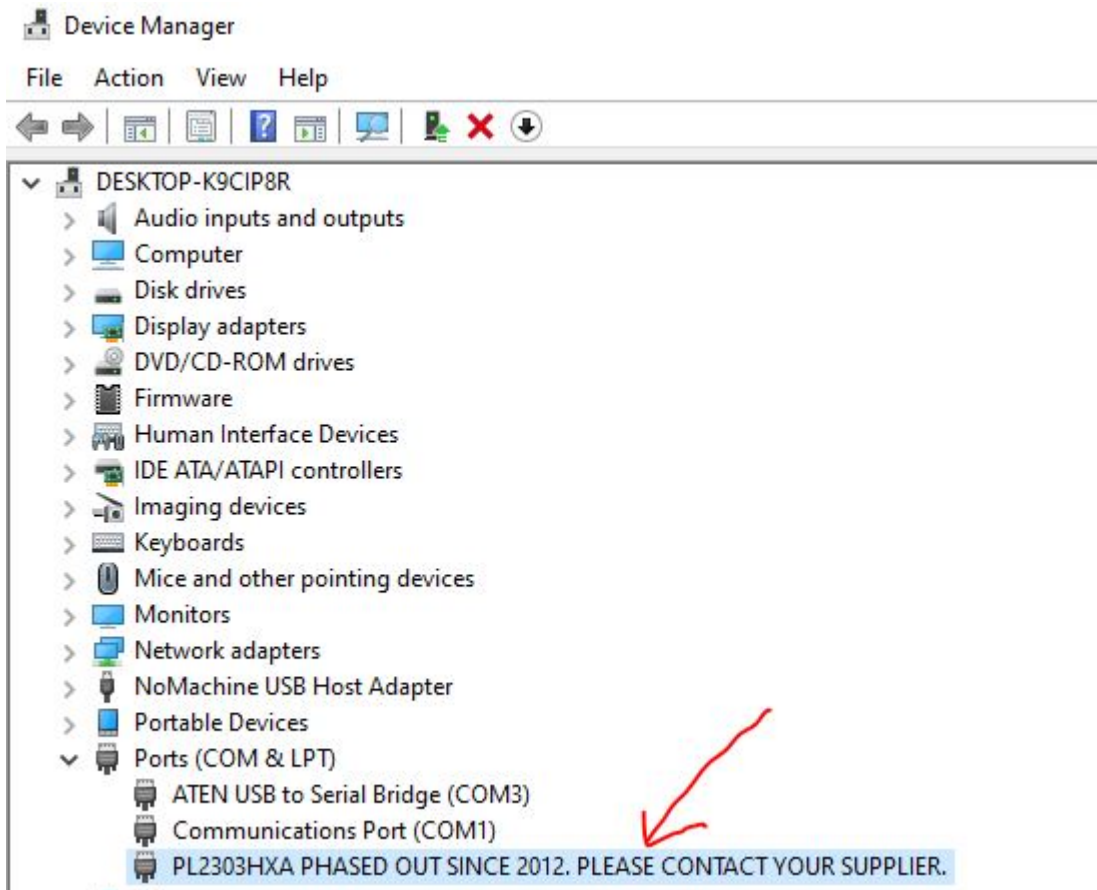 Device Manager
File Action View Help
DESKTOP-K9CIP8R
Audio inputs and outputs
Computer
Disk drives
Display adapters
DVD/CD-ROM drives
Firmware
Human Interface Devices
IDE ATA/ATAPI controllers
Imaging devices
Keyboards
Mice and other pointing devices
Monitors
Network adapters
NoMachine USB Host Adapter
Portable Devices
Ports (COM & LPT)
ATEN USB to Serial Bridge (COM3)
Communications Port (COM1)
PL2303HXA PHASED OUT SINCE 2012. PLEASE CONTACT YOUR SUPPLIER.